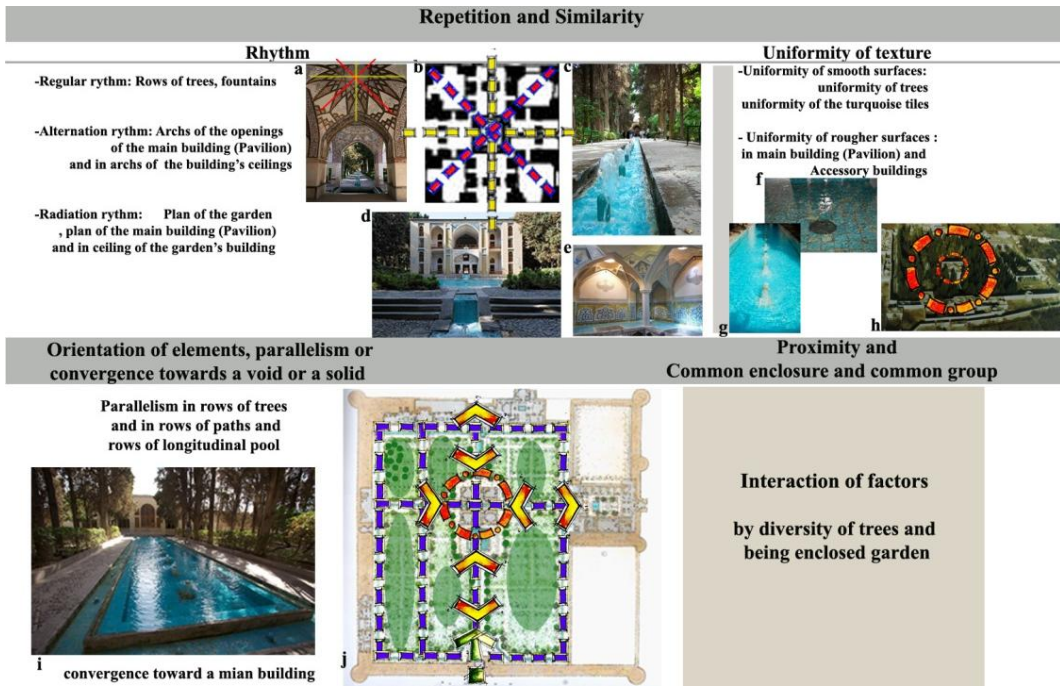 Repetition and Similarity
Rhythm
-Regular rythm: Rows of trees, fountains
-Alternation rythm: Archs of the openings
of the main building (Pavilion)
and in archs of the building's ceilings
-Radiation rythm: Plan of the garden
, plan of the main building (Pavilion)
and in ceiling of the garden's building
a
b
c
d
e
Uniformity of texture
-Uniformity of smooth surfaces:
uniformity of trees
uniformity of the turquoise tiles
- Uniformity of rougher surfaces :
in main building (Pavilion) and
Accessory buildings
f
g
h
Orientation of elements, parallelism or
convergence towards a void or a solid
Parallelism in rows of trees
and in rows of paths and
rows of longitudinal pool
i
convergence toward a mian building
j
Proximity and
Common enclosure and common group
Interaction of factors
by diversity of trees and
being enclosed garden